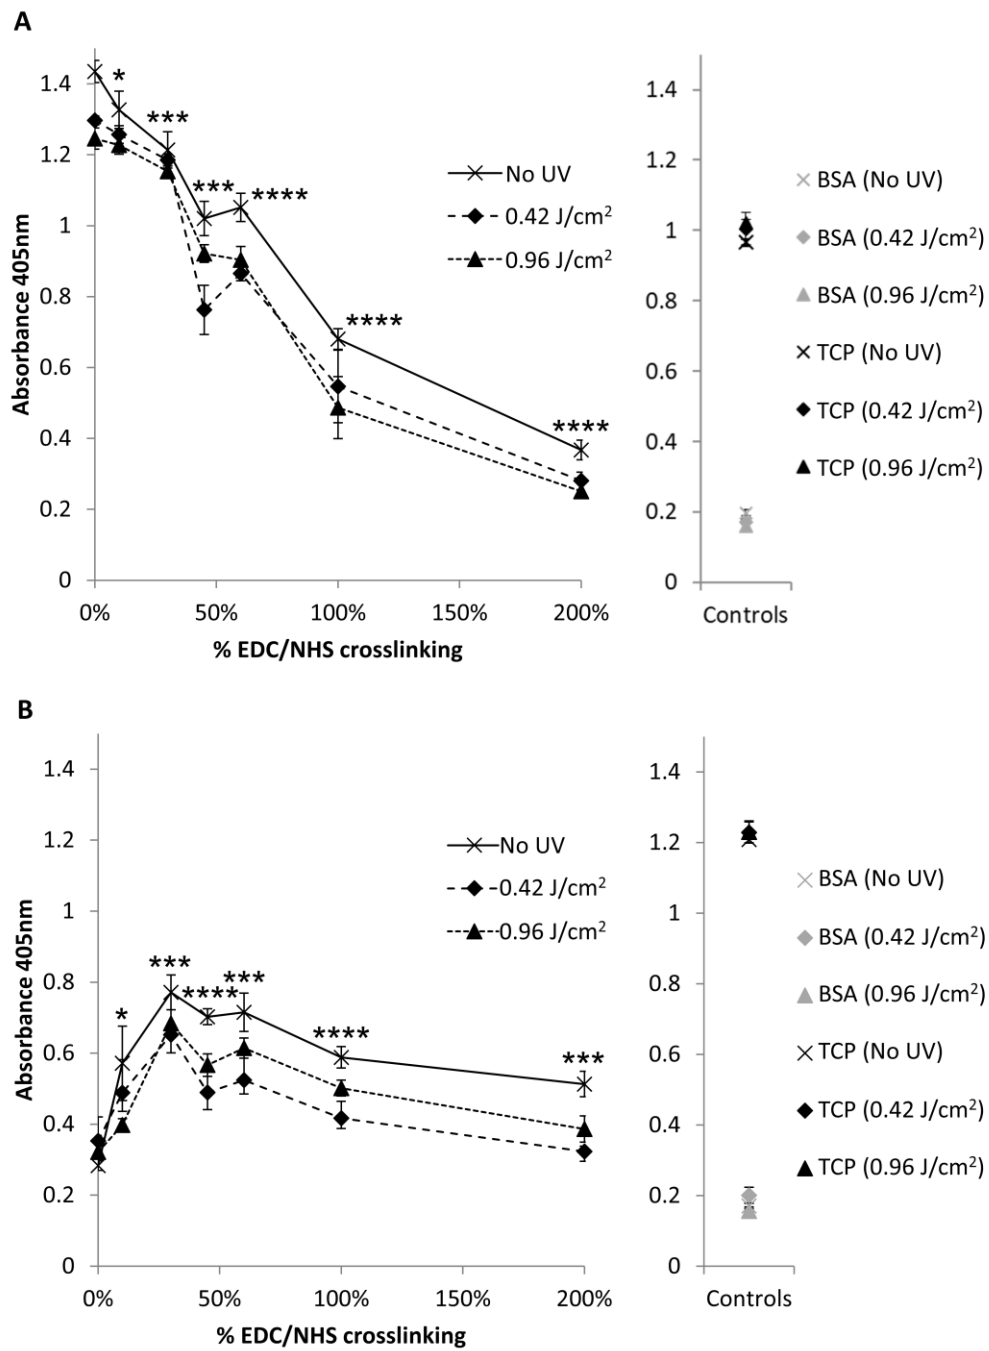 A
Absorbance 405nm
1.4
1.2
1
0.8
0.6
0.4
0.2
0
*
***
***
****
****
****
No UV
0.42 J/cm²
0.96 J/cm²
0%
50%
100%
150%
200%
% EDC/NHS crosslinking
1.4
1.2
1
0.8
0.6
0.4
0.2
0
Controls
BSA (No UV)
BSA (0.42 J/cm²)
BSA (0.96 J/cm²)
TCP (No UV)
TCP (0.42 J/cm²)
TCP (0.96 J/cm²)
B
Absorbance 405nm
1.4
1.2
1
0.8
0.6
0.4
0.2
0
*
***
****
***
****
***
No UV
0.42 J/cm²
0.96 J/cm²
0%
50%
100%
150%
200%
% EDC/NHS crosslinking
1.4
1.2
1
0.8
0.6
0.4
0.2
0
Controls
BSA (No UV)
BSA (0.42 J/cm²)
BSA (0.96 J/cm²)
TCP (No UV)
TCP (0.42 J/cm²)
TCP (0.96 J/cm²)